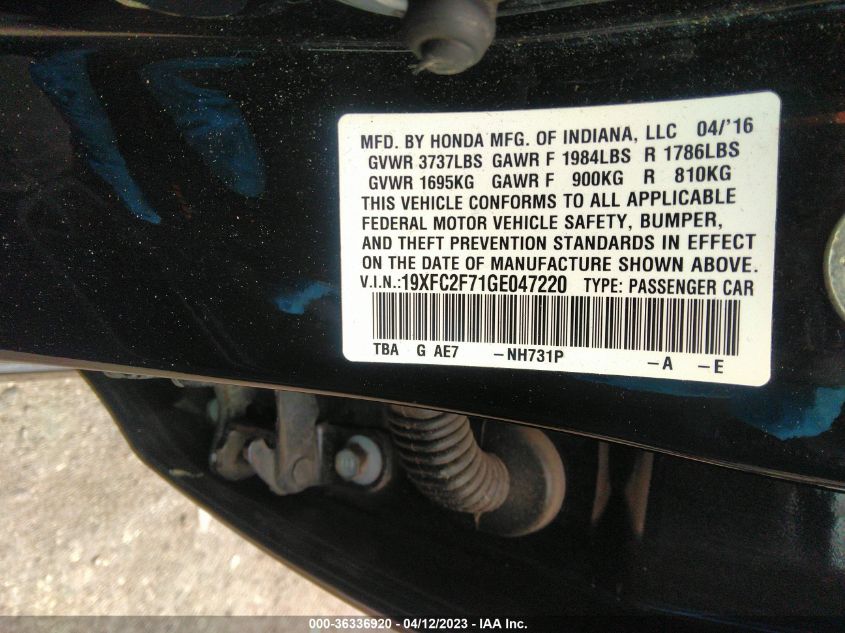 MFD. BY HONDA MFG. OF INDIANA, LLC 04/'16
GVWR 3737LBS GAWR F 1984LBS R 1786LBS
GVWR 1695KG GAWR F 900KG R 810KG
THIS VEHICLE CONFORMS TO ALL APPLICABLE
FEDERAL MOTOR VEHICLE SAFETY, BUMPER,
AND THEFT PREVENTION STANDARDS IN EFFECT
ON THE DATE OF MANUFACTURE SHOWN ABOVE.
V.I.N.:19XFC2F71GE047220 TYPE: PASSENGER CAR
TBA G AE7 -NH731P -A -E
000-36336920 - 04/12/2023 - IAA Inc.